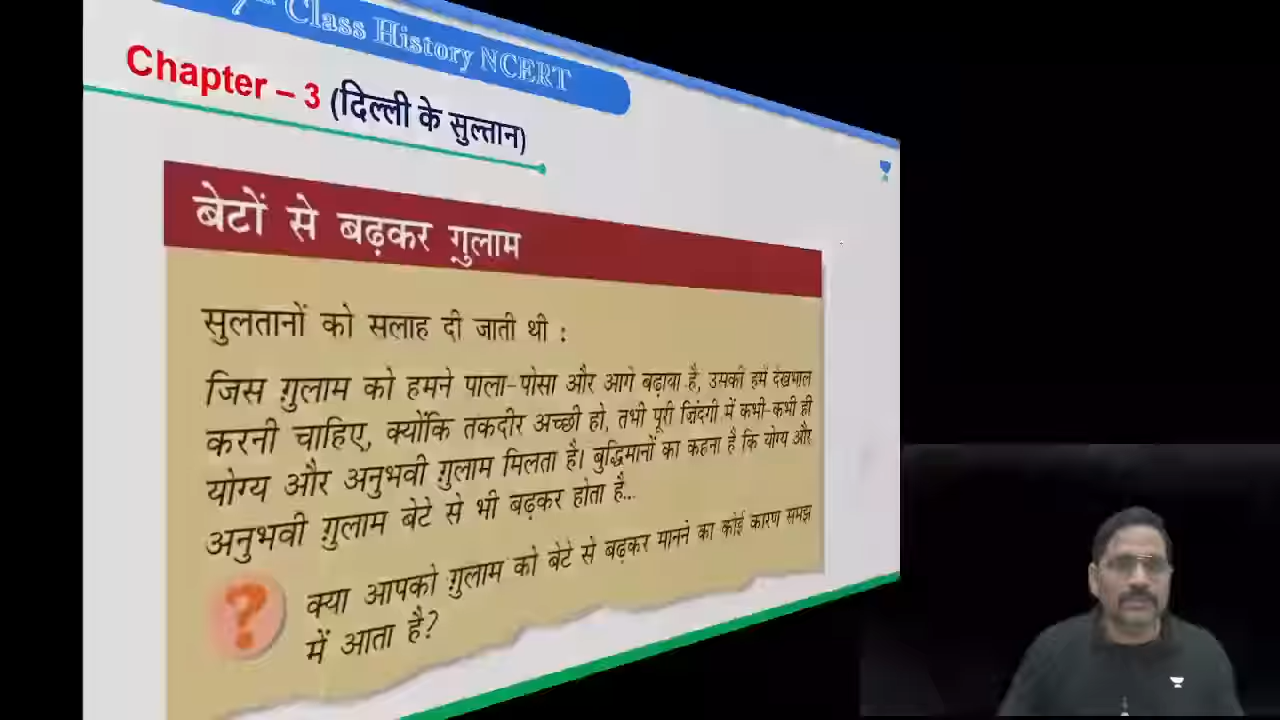 7th Class History NCERT
Chapter – 3 (दिल्ली के सुल्तान)
बेटों से बढ़कर ग़ुलाम
सुलतानों को सलाह दी जाती थी :
जिस ग़ुलाम को हमने पाला-पोसा और आगे बढ़ाया है, उसकी हमें देखभाल
करनी चाहिए, क्योंकि तकदीर अच्छी हो, तभी पूरी ज़िंदगी में कभी-कभी ही
योग्य और अनुभवी ग़ुलाम मिलता है। बुद्धिमानों का कहना है कि योग्य और
अनुभवी ग़ुलाम बेटे से भी बढ़कर होता है...
?
क्या आपको ग़ुलाम को बेटे से बढ़कर मानने का कोई कारण समझ
में आता है?